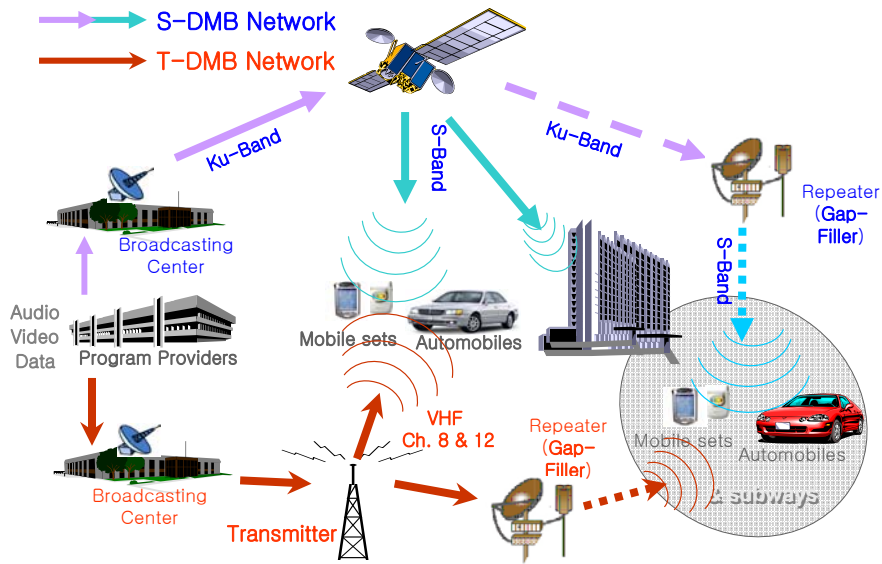 S-DMB Network
T-DMB Network
Ku-Band
S-Band
Ku-Band
Repeater
(Gap-
Filler)
Broadcasting
Center
S-Band
Audio
Video
Data
Program Providers
Mobile sets
Automobiles
VHF
Ch. 8 & 12
Repeater
(Gap-
Filler)
Mobile sets
Automobiles
& subways
Broadcasting
Center
Transmitter